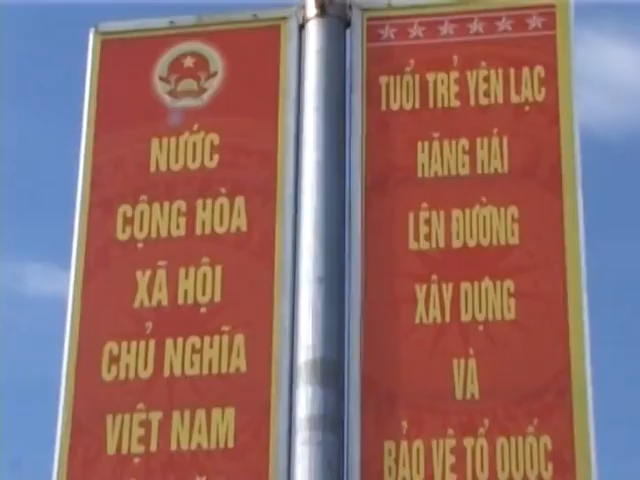 NƯỚC
CỘNG HÒA
XÃ HỘI
CHỦ NGHĨA
VIỆT NAM
TUỔI TRẺ YÊN LẠC
HĂNG HÁI
LÊN ĐƯỜNG
XÂY DỰNG
VÀ
BẢO VỆ TỔ QUỐC